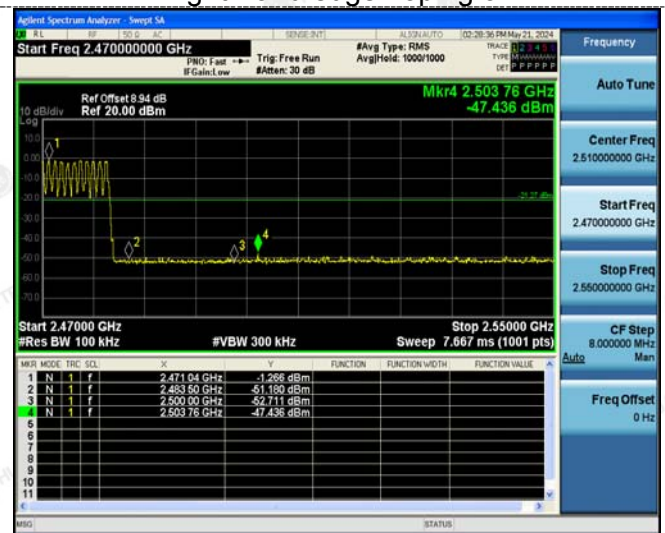 Agilent Spectrum Analyzer - Swept SA
RL RF 50 Ω AC SENSE:INT ALIGN AUTO 02:28:36 PM May 21, 2024
Start Freq 2.470000000 GHz
PNO: Fast Trig: Free Run #Avg Type: RMS TRACE 1 2 3 4 5 6
IFGain:Low #Atten: 30 dB Avg|Hold: 1000/1000 TYPE M
DET P P P P P P
Mkr4 2.503 76 GHz
-47.436 dBm
Ref Offset 8.94 dB
10 dB/div Ref 20.00 dBm
Log
10.0
0.00
-10.0
-20.0
-30.0
-40.0
-50.0
-60.0
-70.0
1
2
3
4
-21.27 dBm
Start 2.47000 GHz Stop 2.55000 GHz
#Res BW 100 kHz #VBW 300 kHz Sweep 7.667 ms (1001 pts)
MKR MODE TRC SCL X Y FUNCTION FUNCTION WIDTH FUNCTION VALUE
1 N 1 f 2.471 04 GHz -1.266 dBm
2 N 1 f 2.483 50 GHz -51.180 dBm
3 N 1 f 2.500 00 GHz -52.711 dBm
4 N 1 f 2.503 76 GHz -47.436 dBm
5
6
7
8
9
10
11
MSG STATUS
Frequency
Auto Tune
Center Freq
2.510000000 GHz
Start Freq
2.470000000 GHz
Stop Freq
2.550000000 GHz
CF Step
8.000000 MHz
Auto Man
Freq Offset
0 Hz